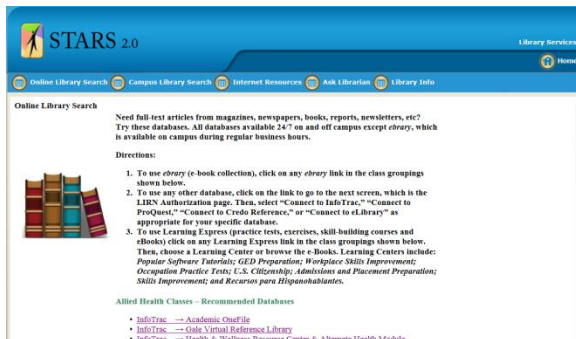 STARS 2.0
Library Services
Home
Online Library Search Campus Library Search Internet Resources Ask Librarian Library Info
Online Library Search
Need full-text articles from magazines, newspapers, books, reports, newsletters, etc?
Try these databases. All databases available 24/7 on and off campus except ebrary, which
is available on campus during regular business hours.
Directions:
1. To use ebrary (e-book collection), click on any ebrary link in the class groupings
shown below.
2. To use any other database, click on the link to go to the next screen, which is the
LIRN Authorization page. Then, select “Connect to InfoTrac,” “Connect to
ProQuest,” “Connect to Credo Reference,” or “Connect to eLibrary” as
appropriate for your specific database.
3. To use Learning Express (practice tests, exercises, skill-building courses and
eBooks) click on any Learning Express link in the class groupings shown below.
Then, choose a Learning Center or browse the e-Books. Learning Centers include:
Popular Software Tutorials; GED Preparation; Workplace Skills Improvement;
Occupation Practice Tests; U.S. Citizenship; Admissions and Placement Preparation;
Skills Improvement; and Recursos para Hispanohablantes.
Allied Health Classes – Recommended Databases
• InfoTrac → Academic OneFile
• InfoTrac → Gale Virtual Reference Library
• InfoTrac → Health & Wellness Resource Center & Alternate Health Module